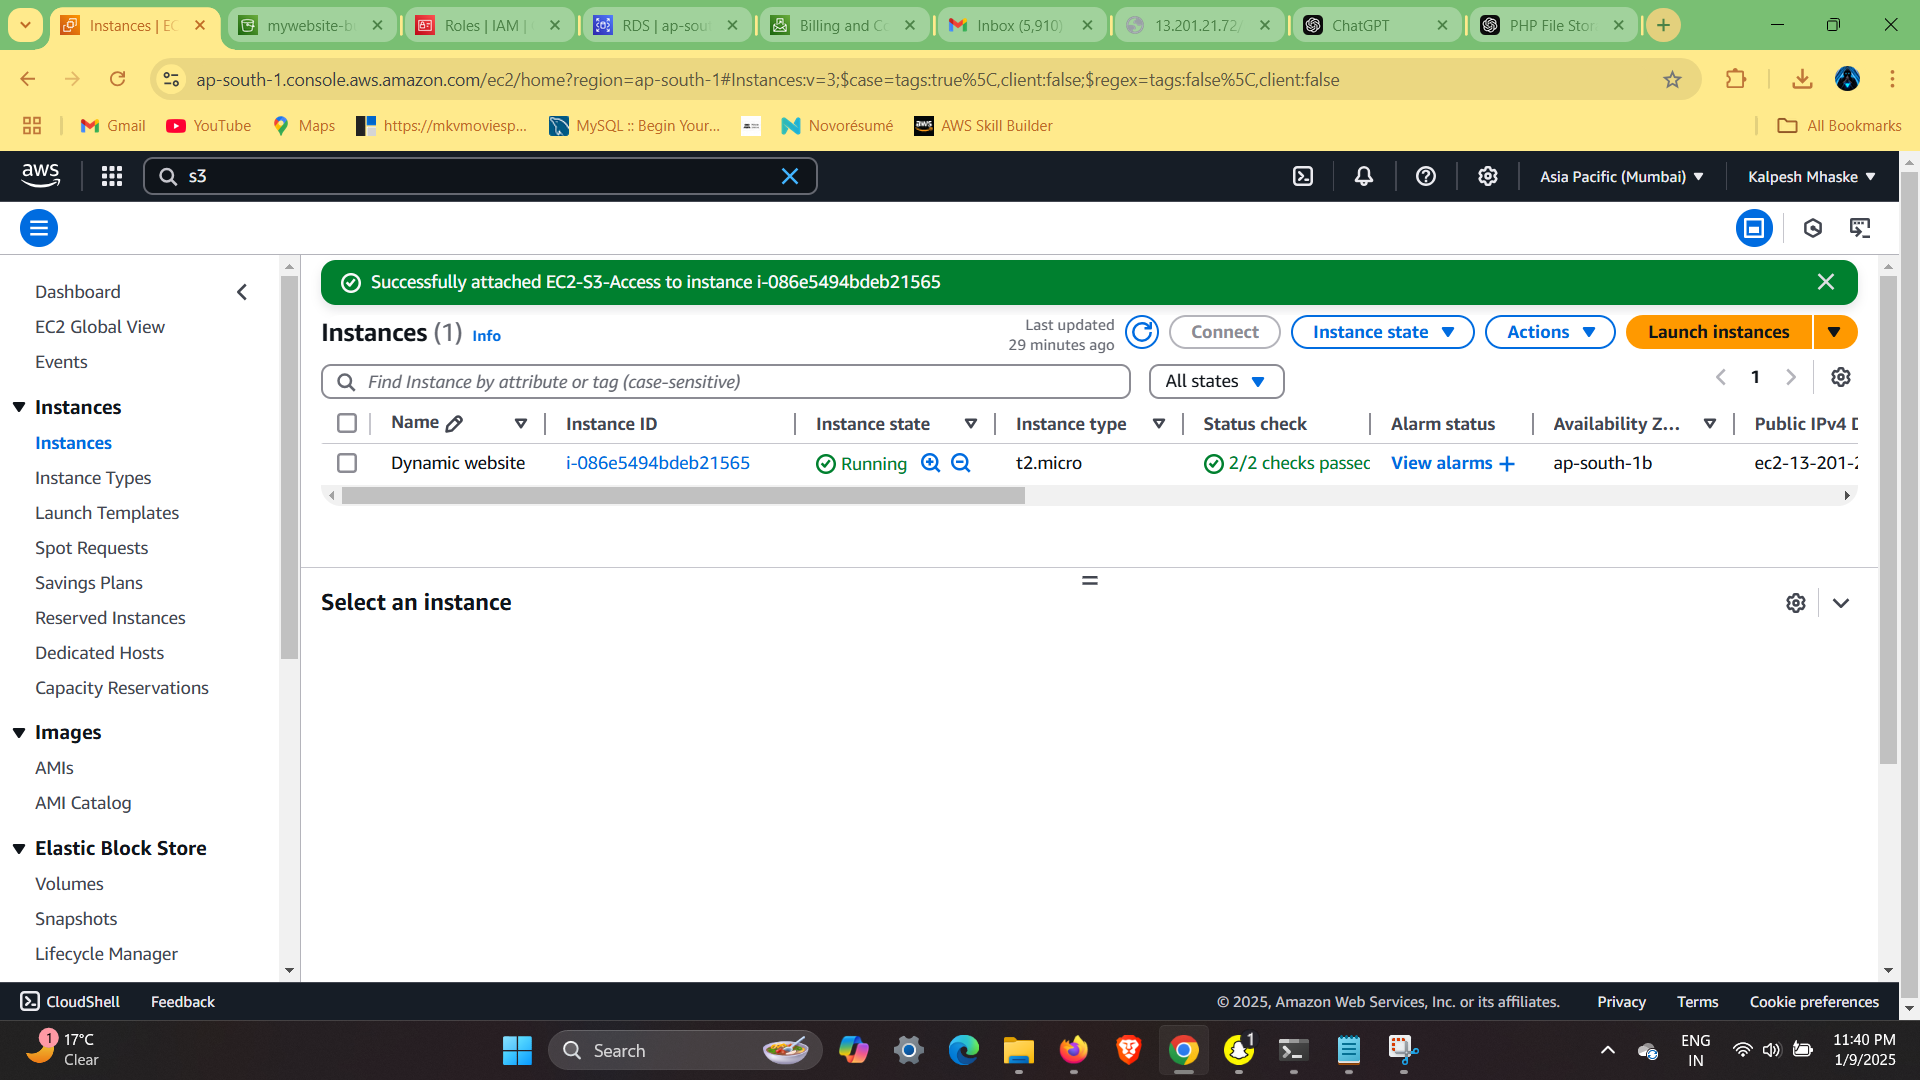 Instances | EC
mywebsite-b
Roles | IAM |
RDS | ap-sout
Billing and Co
Inbox (5,910)
13.201.21.72/
ChatGPT
PHP File Stor
ap-south-1.console.aws.amazon.com/ec2/home?region=ap-south-1#Instances:v=3;$case=tags:true%5C,client:false;$regex=tags:false%5C,client:false
Gmail
YouTube
Maps
https://mkvmoviesp...
MySQL :: Begin Your...
Novorésumé
aws
AWS Skill Builder
All Bookmarks
aws
s3
Asia Pacific (Mumbai)
Kalpesh Mhaske
Dashboard
EC2 Global View
Events
Instances
Instances
Instance Types
Launch Templates
Spot Requests
Savings Plans
Reserved Instances
Dedicated Hosts
Capacity Reservations
Images
AMIs
AMI Catalog
Elastic Block Store
Volumes
Snapshots
Lifecycle Manager
Successfully attached EC2-S3-Access to instance i-086e5494bdeb21565
Instances (1) Info
Last updated
29 minutes ago
Connect
Instance state
Actions
Launch instances
Find Instance by attribute or tag (case-sensitive)
All states
1
Name Instance ID Instance state Instance type Status check Alarm status Availability Z... Public IPv4 D
Dynamic website i-086e5494bdeb21565 Running t2.micro 2/2 checks passed View alarms + ap-south-1b ec2-13-201-2
Select an instance
CloudShell Feedback
© 2025, Amazon Web Services, Inc. or its affiliates. Privacy Terms Cookie preferences
1
17°C
Clear
Search
1
ENG
IN
11:40 PM
1/9/2025